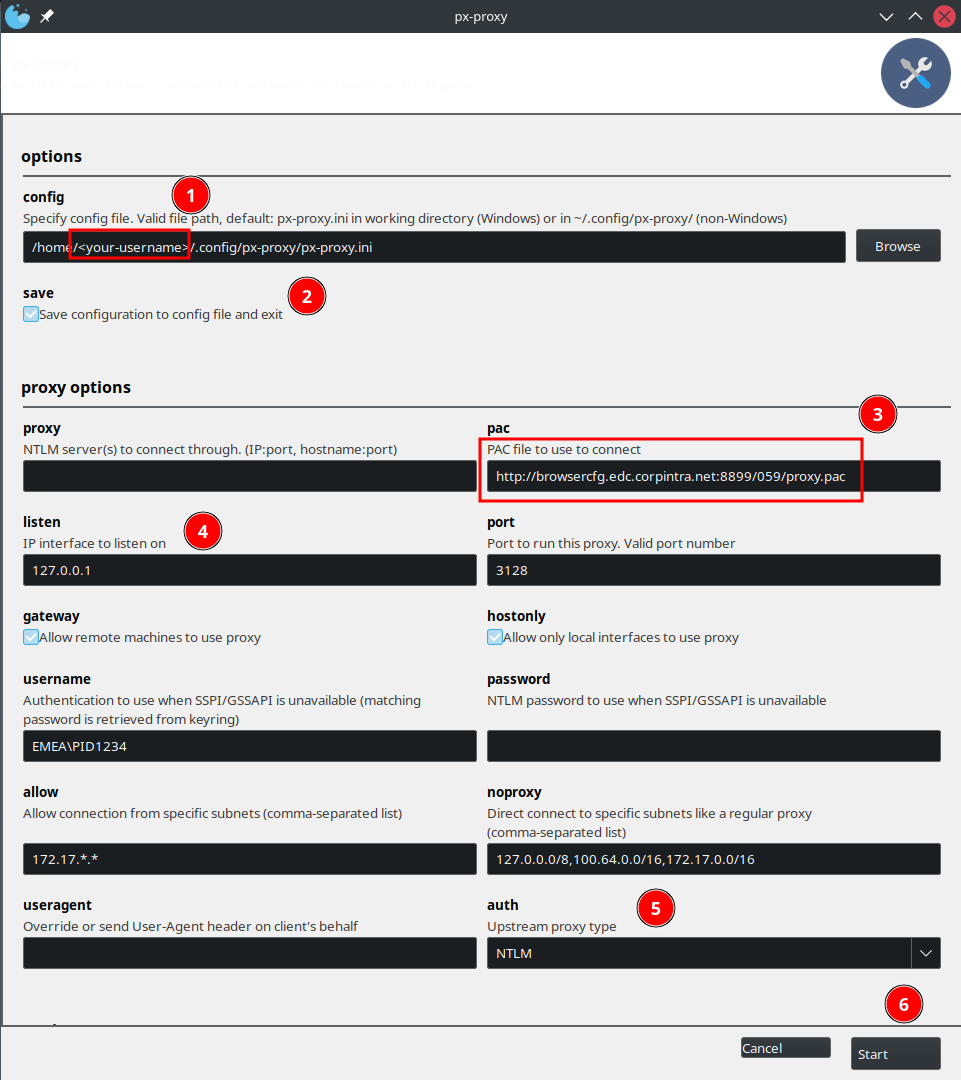 px-proxy
options
config
1
Specify config file. Valid file path, default: px-proxy.ini in working directory (Windows) or in ~/.config/px-proxy/ (non-Windows)
/home/<your-username>/.config/px-proxy/px-proxy.ini
Browse
save
2
Save configuration to config file and exit
proxy options
3
proxy
pac
NTLM server(s) to connect through. (IP:port, hostname:port)
PAC file to use to connect
http://browsercfg.edc.corpintra.net:8899/059/proxy.pac
listen
port
4
IP interface to listen on
Port to run this proxy. Valid port number
127.0.0.1
3128
gateway
hostonly
Allow remote machines to use proxy
Allow only local interfaces to use proxy
username
password
Authentication to use when SSPI/GSSAPI is unavailable (matching
password is retrieved from keyring)
NTLM password to use when SSPI/GSSAPI is unavailable
EMEA\PID1234
allow
noproxy
Allow connection from specific subnets (comma-separated list)
Direct connect to specific subnets like a regular proxy
(comma-separated list)
172.17.*.*
127.0.0.0/8,100.64.0.0/16,172.17.0.0/16
useragent
auth
5
Override or send User-Agent header on client's behalf
Upstream proxy type
NTLM
6
Cancel
Start